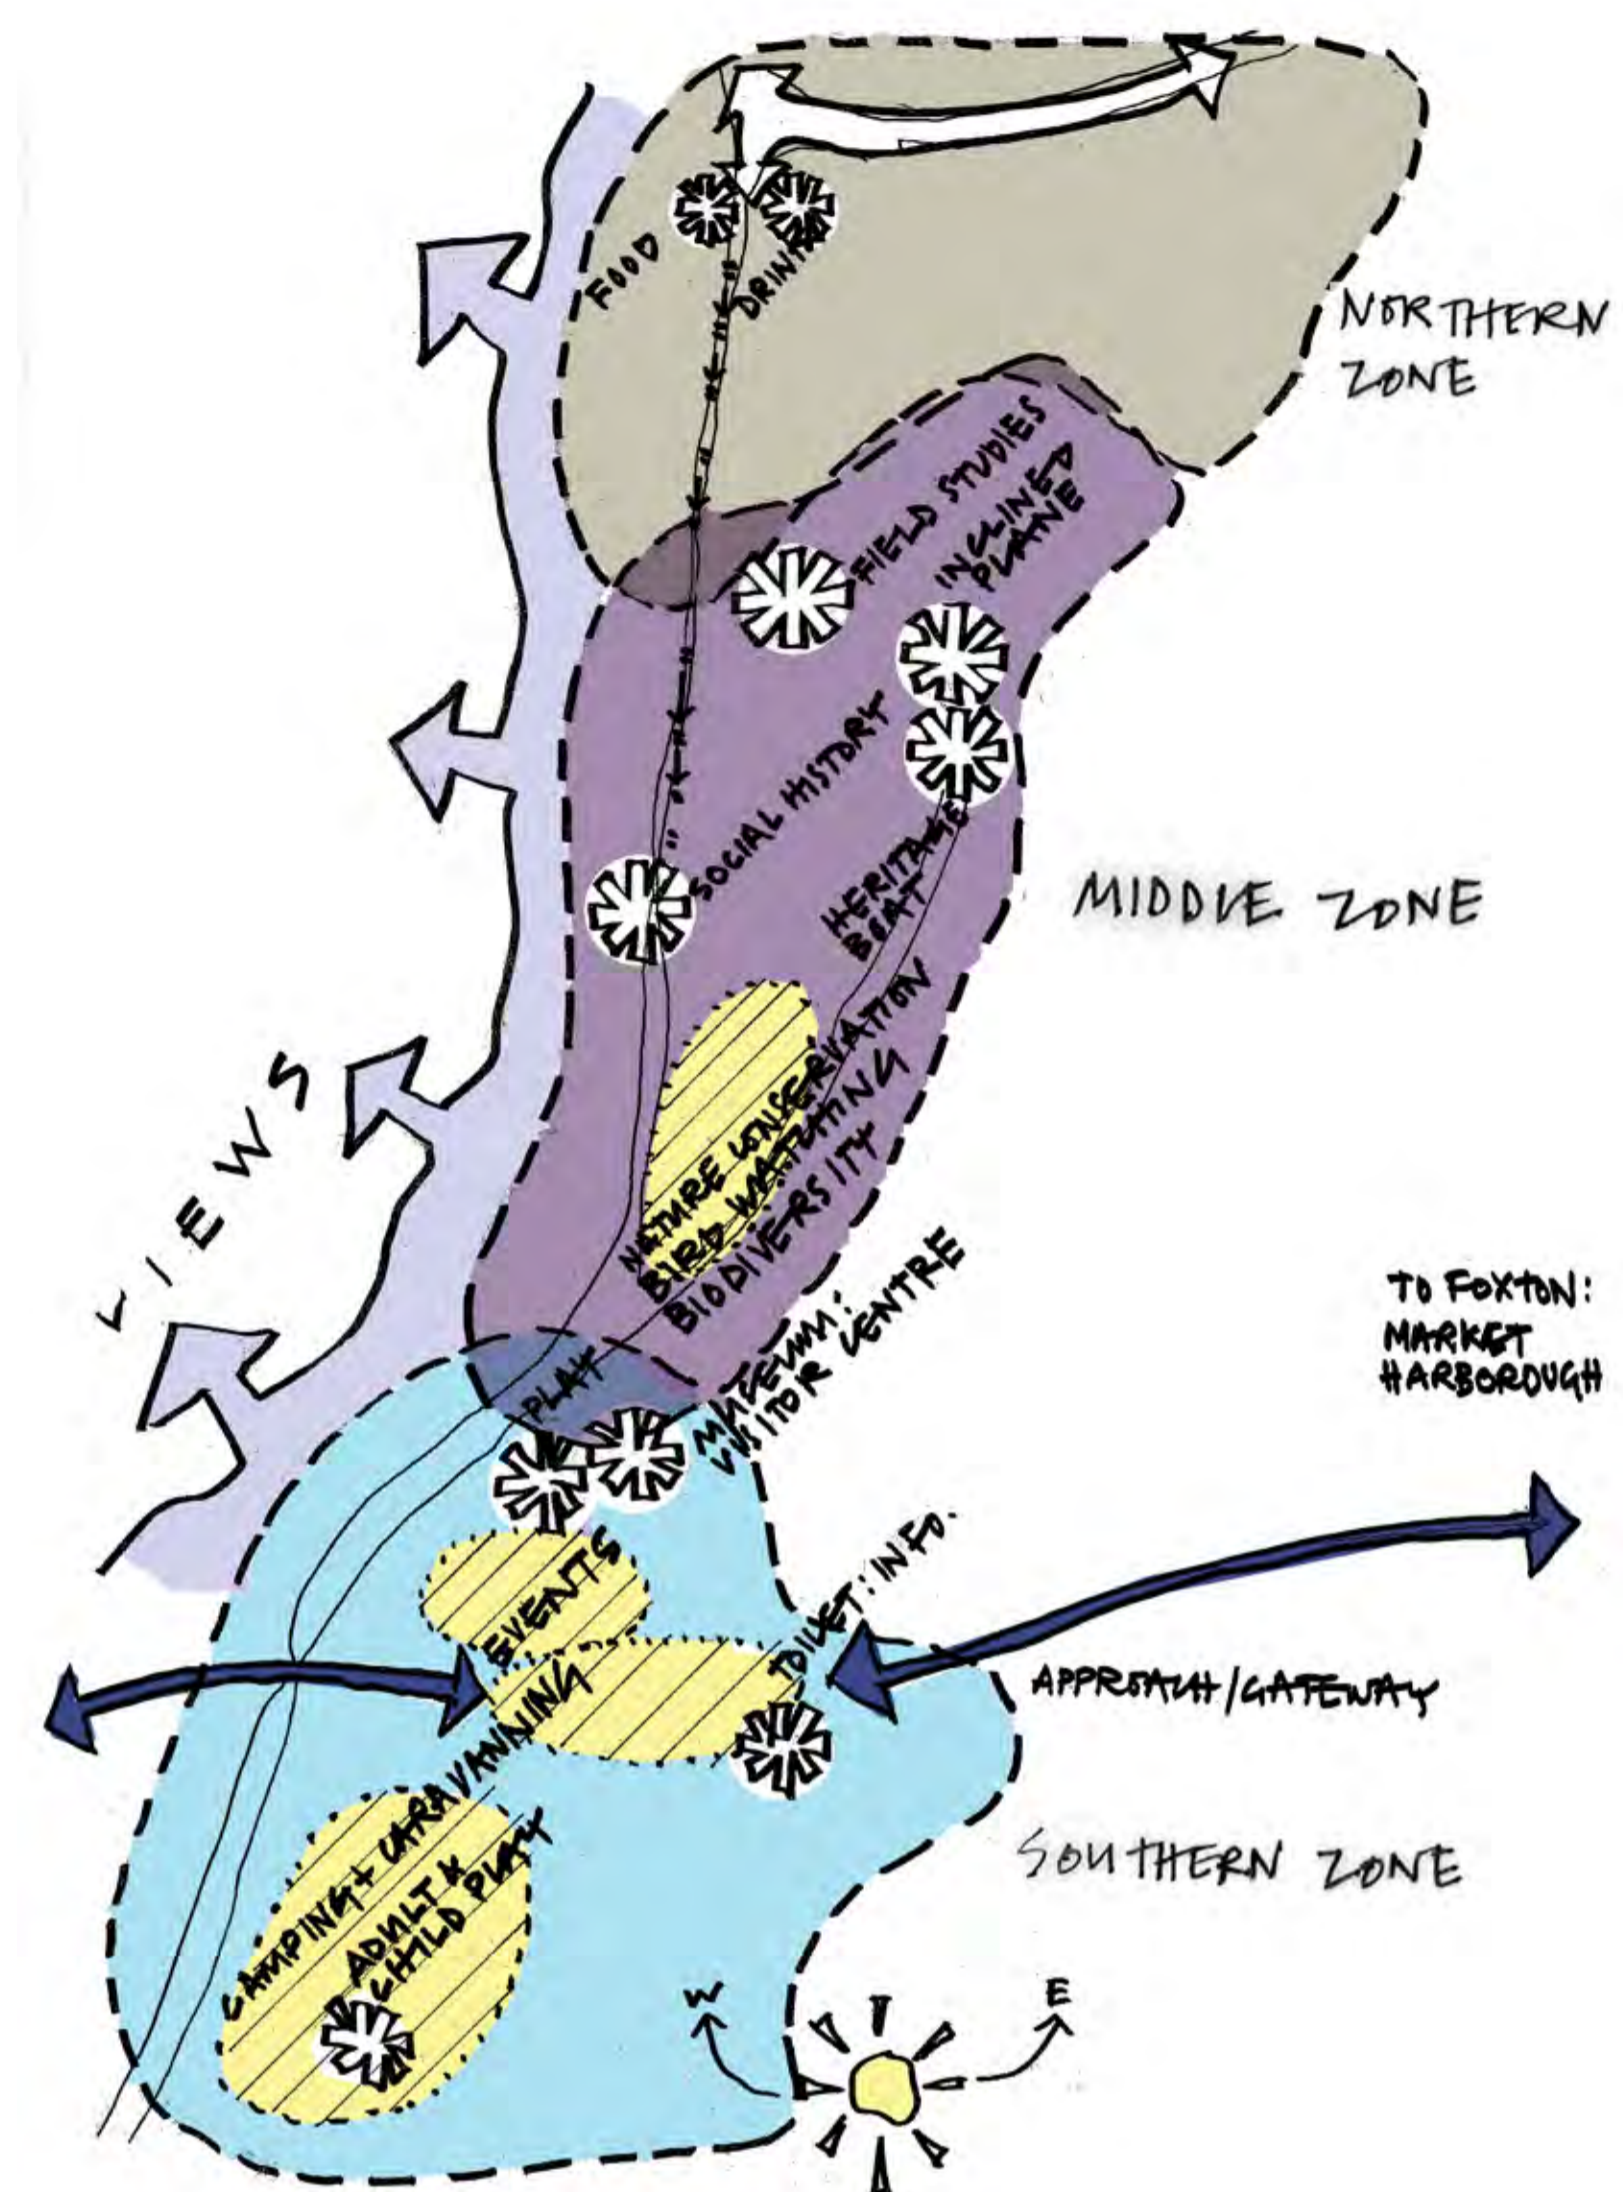 FOOD
DRINK
NORTHERN
ZONE
FIELD STUDIES
INCLINED
PLANE
SOCIAL HISTORY
HERITAGE
BOAT
MIDDLE ZONE
NATURE CONSERVATION
BIRD WATCHING
BIODIVERSITY
VIEWS
PLAY
MUSEUM:
VISITOR CENTRE
TO FOXTON:
MARKET
HARBOROUGH
EVENTS
TOILET: INFO.
APPROACH/GATEWAY
CAMPING + CARAVANNING
ADULT &
CHILD PLAY
SOUTHERN ZONE
W
E